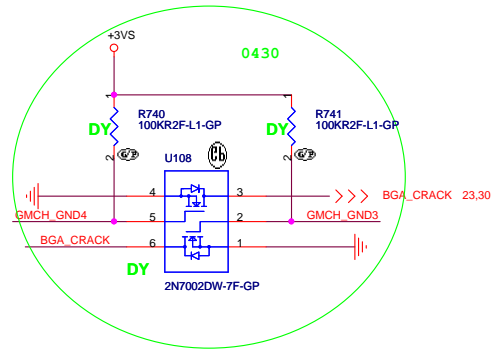 +3VS
0430
1
1
R740
100KR2F-L1-GP
R741
100KR2F-L1-GP
DY
DY
2
G/P
2
G/P
U108
Cb
4
3
BGA_CRACK 23,30
GMCH_GND4
5
2
GMCH_GND3
BGA_CRACK
6
1
DY
2N7002DW-7F-GP